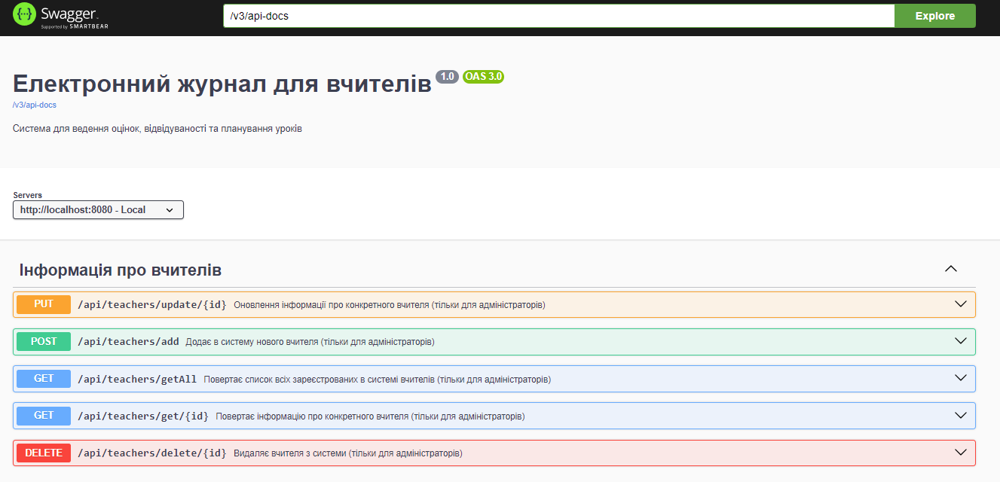 Swagger.
Supported by SMARTBEAR
/v3/api-docs
Explore
Електронний журнал для вчителів 1.0 OAS 3.0
/v3/api-docs
Система для ведення оцінок, відвідуваності та планування уроків
Servers
http://localhost:8080 - Local
Інформація про вчителів
PUT /api/teachers/update/{id} Оновлення інформації про конкретного вчителя (тільки для адміністраторів)
POST /api/teachers/add Додає в систему нового вчителя (тільки для адміністраторів)
GET /api/teachers/getAll Повертає список всіх зареєстрованих в системі вчителів (тільки для адміністраторів)
GET /api/teachers/get/{id} Повертає інформацію про конкретного вчителя (тільки для адміністраторів)
DELETE /api/teachers/delete/{id} Видаляє вчителя з системи (тільки для адміністраторів)